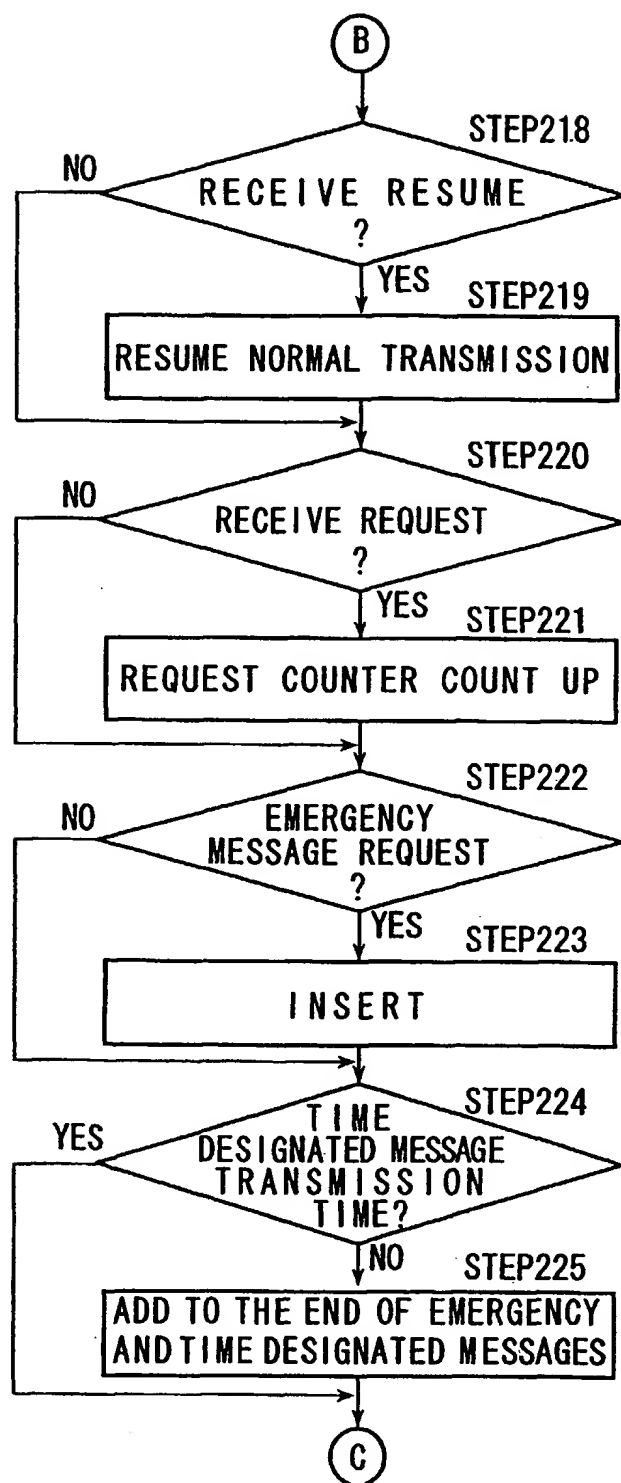 B
STEP218
NO
RECEIVE RESUME
?
YES
STEP219
RESUME NORMAL TRANSMISSION
STEP220
NO
RECEIVE REQUEST
?
YES
STEP221
REQUEST COUNTER COUNT UP
STEP222
NO
EMERGENCY
MESSAGE REQUEST
?
YES
STEP223
INSERT
STEP224
YES
TIME
DESIGNATED MESSAGE
TRANSMISSION
TIME?
NO
STEP225
ADD TO THE END OF EMERGENCY
AND TIME DESIGNATED MESSAGES
C